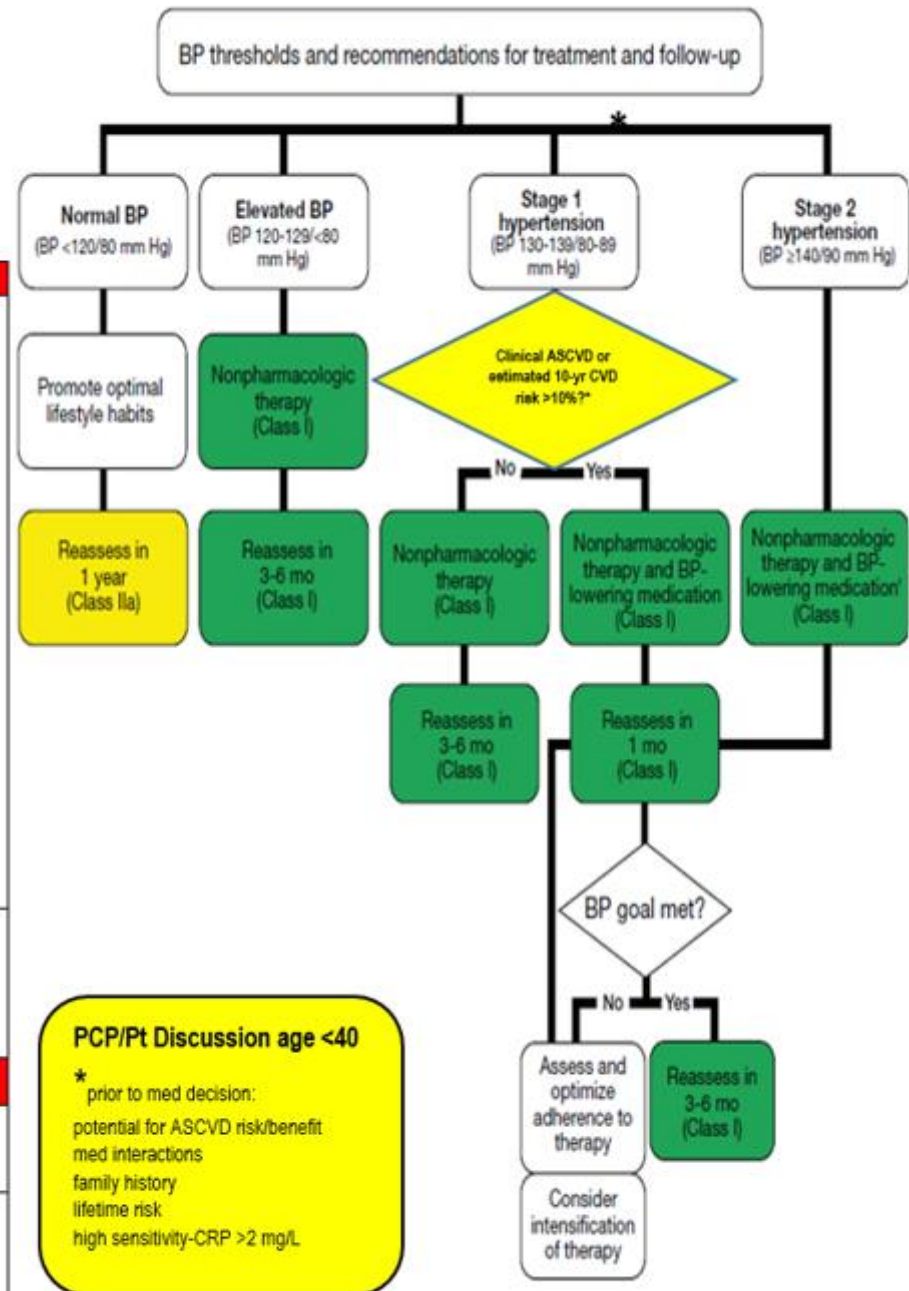 BP thresholds and recommendations for treatment and follow-up
*
Normal BP
(BP <120/80 mm Hg)
Elevated BP
(BP 120-129/<80
mm Hg)
Stage 1
hypertension
(BP 130-139/80-89
mm Hg)
Stage 2
hypertension
(BP ≥140/90 mm Hg)
Promote optimal
lifestyle habits
Nonpharmacologic
therapy
(Class I)
Clinical ASCVD or
estimated 10-yr CVD
risk >10%?*
No
Yes
Reassess in
1 year
(Class IIa)
Reassess in
3-6 mo
(Class I)
Nonpharmacologic
therapy
(Class I)
Nonpharmacologic
therapy and BP-
lowering medication
(Class I)
Nonpharmacologic
therapy and BP-
lowering medication'
(Class I)
Reassess in
3-6 mo
(Class I)
Reassess in
1 mo
(Class I)
BP goal met?
No
Yes
Assess and
optimize
adherence to
therapy
Reassess in
3-6 mo
(Class I)
Consider
intensification
of therapy
PCP/Pt Discussion age <40
*prior to med decision:
potential for ASCVD risk/benefit
med interactions
family history
lifetime risk
high sensitivity-CRP >2 mg/L